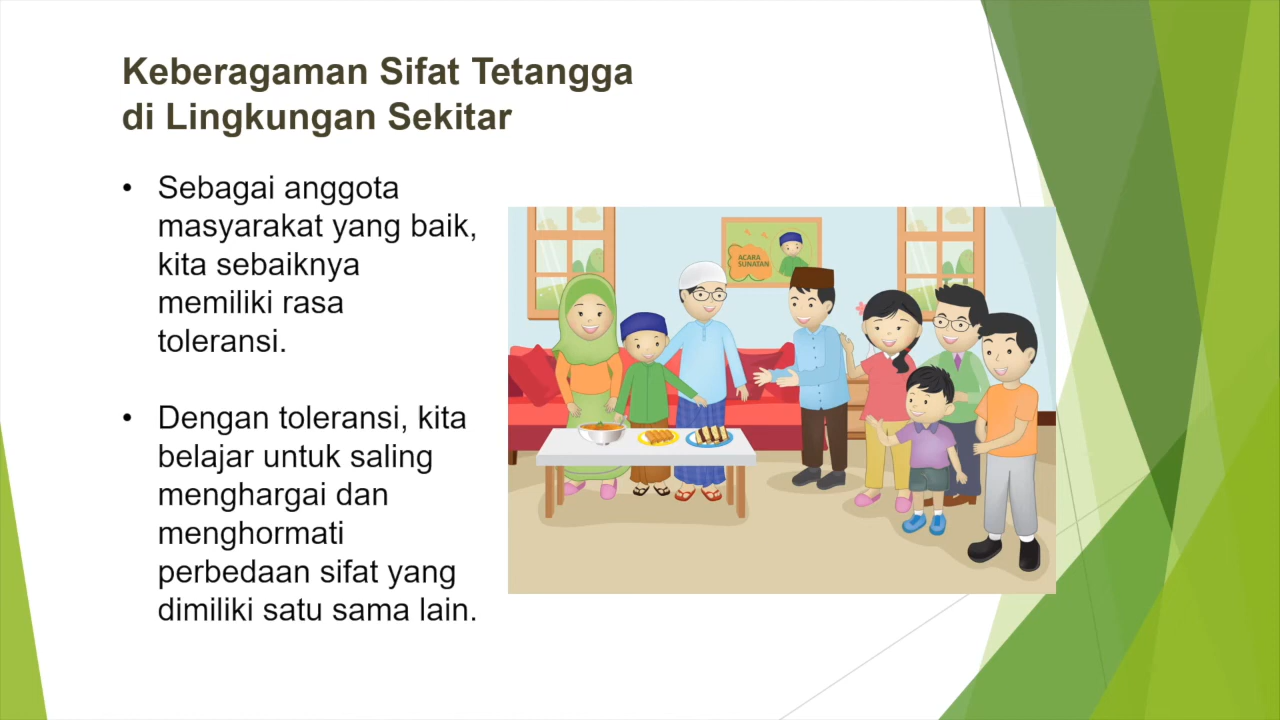 Keberagaman Sifat Tetangga
di Lingkungan Sekitar
• Sebagai anggota
masyarakat yang baik,
kita sebaiknya
memiliki rasa
toleransi.
• Dengan toleransi, kita
belajar untuk saling
menghargai dan
menghormati
perbedaan sifat yang
dimiliki satu sama lain.
ACARA
SUNATAN